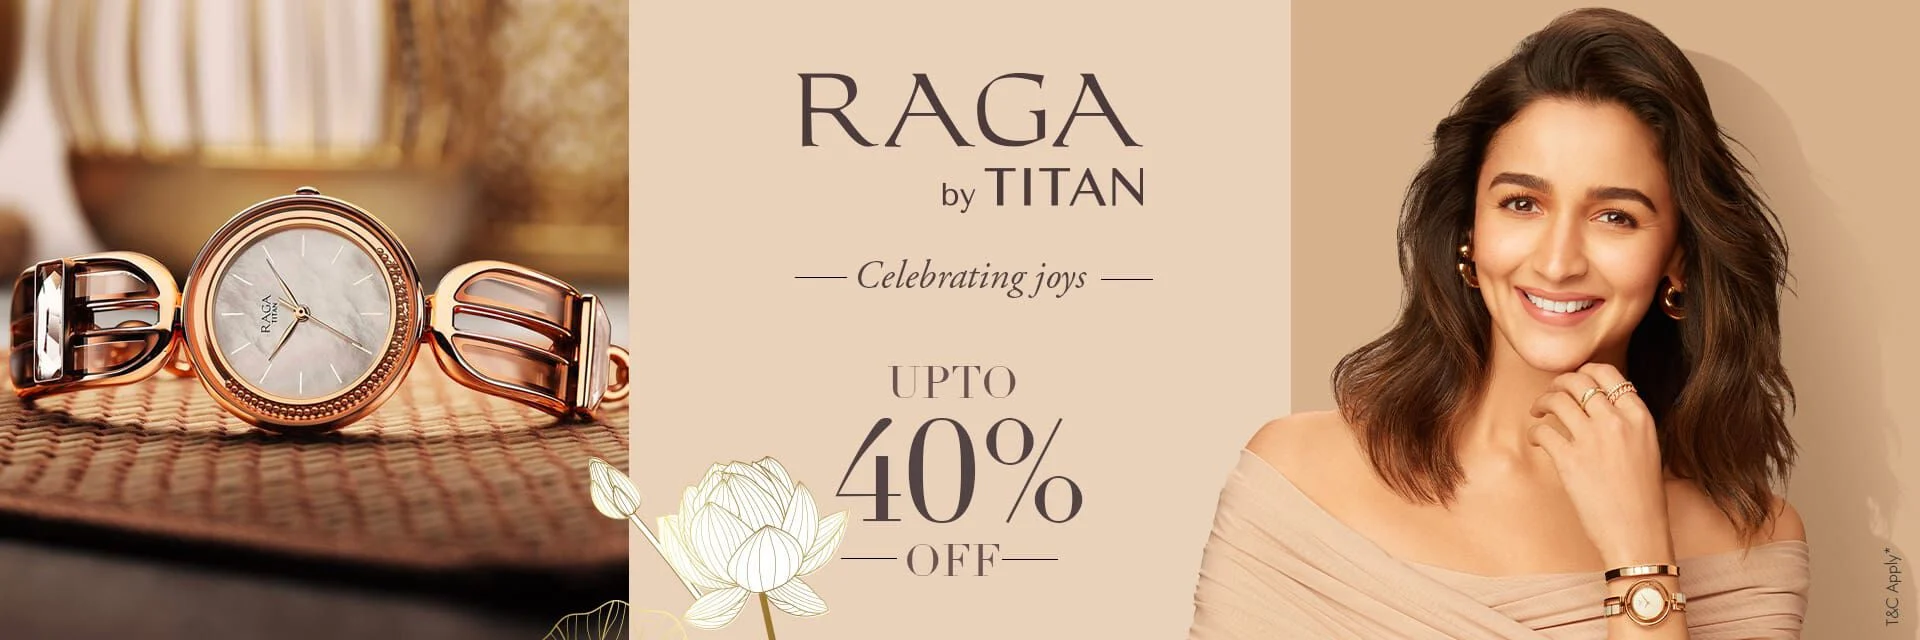 RAGA
TITAN
RAGA
by TITAN
Celebrating joys
UPTO
40%
OFF
T&C Apply*